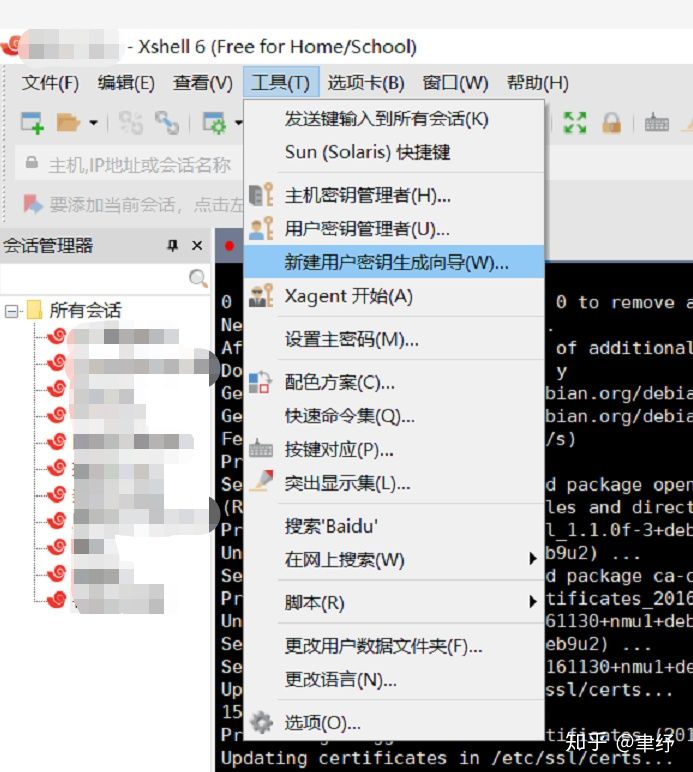 - Xshell 6 (Free for Home/School)
文件(F) 编辑(E) 查看(V) 工具(T) 选项卡(B) 窗口(W) 帮助(H)
主机,IP地址或会话名称
要添加当前会话，点击左
会话管理器
所有会话
发送键输入到所有会话(K)
Sun (Solaris) 快捷键
主机密钥管理者(H)...
用户密钥管理者(U)...
新建用户密钥生成向导(W)...
Xagent 开始(A)
设置主密码(M)...
配色方案(C)...
快速命令集(Q)...
按键对应(P)...
突出显示集(L)...
搜索'Baidu'
在网上搜索(W)
脚本(R)
更改用户数据文件夹(F)...
更改语言(N)...
选项(O)...
0 0 to remove a
Ne .
Af of additional
Do y
Ge bian.org/debia
Ge bian.org/debia
Fe /s)
Pr
Se d package open
(R les and direct
Pr l_1.1.0f-3+deb
Un b9u2) ...
Se d package ca-c
Pr tificates_2016
Un 61130+nmu1+deb
Se eb9u2) ...
Se 161130+nmu1+de
Up ssl/certs...
15
Pr tificates (201
Updating certificates in /etc/ssl/certs...
知乎 @聿纾